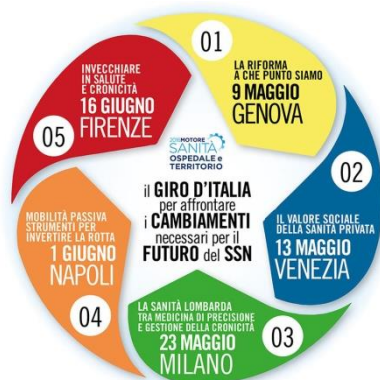 01
LA RIFORMA
A CHE PUNTO SIAMO
9 MAGGIO
GENOVA
02
IL VALORE SOCIALE
DELLA SANITÀ PRIVATA
13 MAGGIO
VENEZIA
03
LA SANITÀ LOMBARDA
TRA MEDICINA DI PRECISIONE
E GESTIONE DELLA CRONICITÀ
23 MAGGIO
MILANO
04
MOBILITÀ PASSIVA
STRUMENTI PER
INVERTIRE LA ROTTA
1 GIUGNO
NAPOLI
05
INVECCHIARE
IN SALUTE
E CRONICITÀ
16 GIUGNO
FIRENZE
MOTORE
SANITÀ
OSPEDALE e
TERRITORIO
il GIRO D'ITALIA
per affrontare
i CAMBIAMENTI
necessari per il
FUTURO del SSN